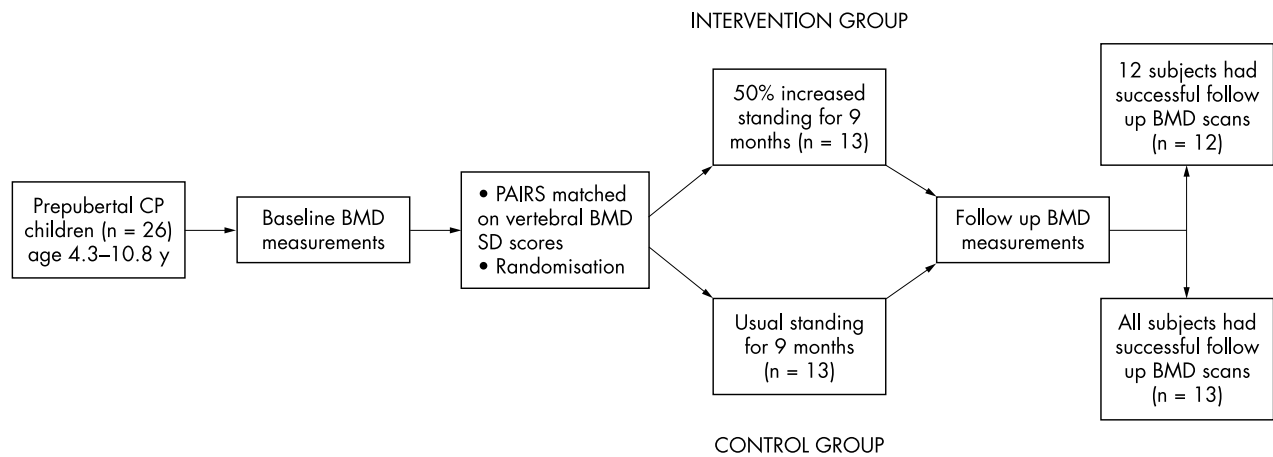 INTERVENTION GROUP
Prepubertal CP
children (n = 26)
age 4.3–10.8 y
Baseline BMD
measurements
• PAIRS matched
on vertebral BMD
SD scores
• Randomisation
50% increased
standing for 9
months (n = 13)
Usual standing
for 9 months
(n = 13)
Follow up BMD
measurements
12 subjects had
successful follow
up BMD scans
(n = 12)
All subjects had
successful follow
up BMD scans
(n = 13)
CONTROL GROUP